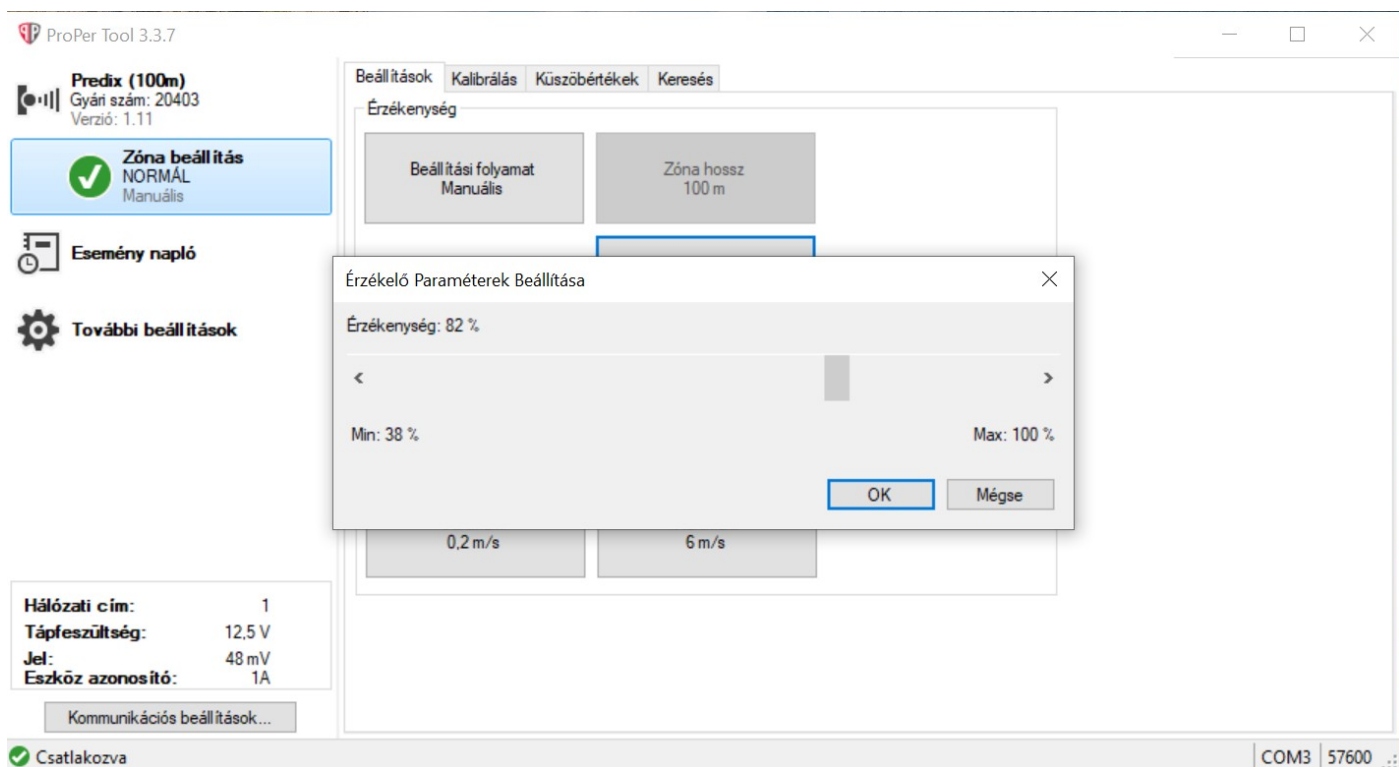 ProPer Tool 3.3.7
Predix (100m)
Gyári szám: 20403
Verzió: 1.11
Zóna beállítás
NORMÁL
Manuális
Esemény napló
További beállítások
Hálózati cím: 1
Tápfeszültség: 12,5 V
Jel: 48 mV
Eszköz azonosító: 1A
Kommunikációs beállítások...
Beállítások Kalibrálás Küszöbértékek Keresés
Érzékenység
Beállítási folyamat
Manuális
Zóna hossz
100 m
Érzékelő Paraméterek Beállítása
Érzékenység: 82 %
Min: 38 % Max: 100 %
OK Mégse
0,2 m/s 6 m/s
Csatlakozva COM3 57600